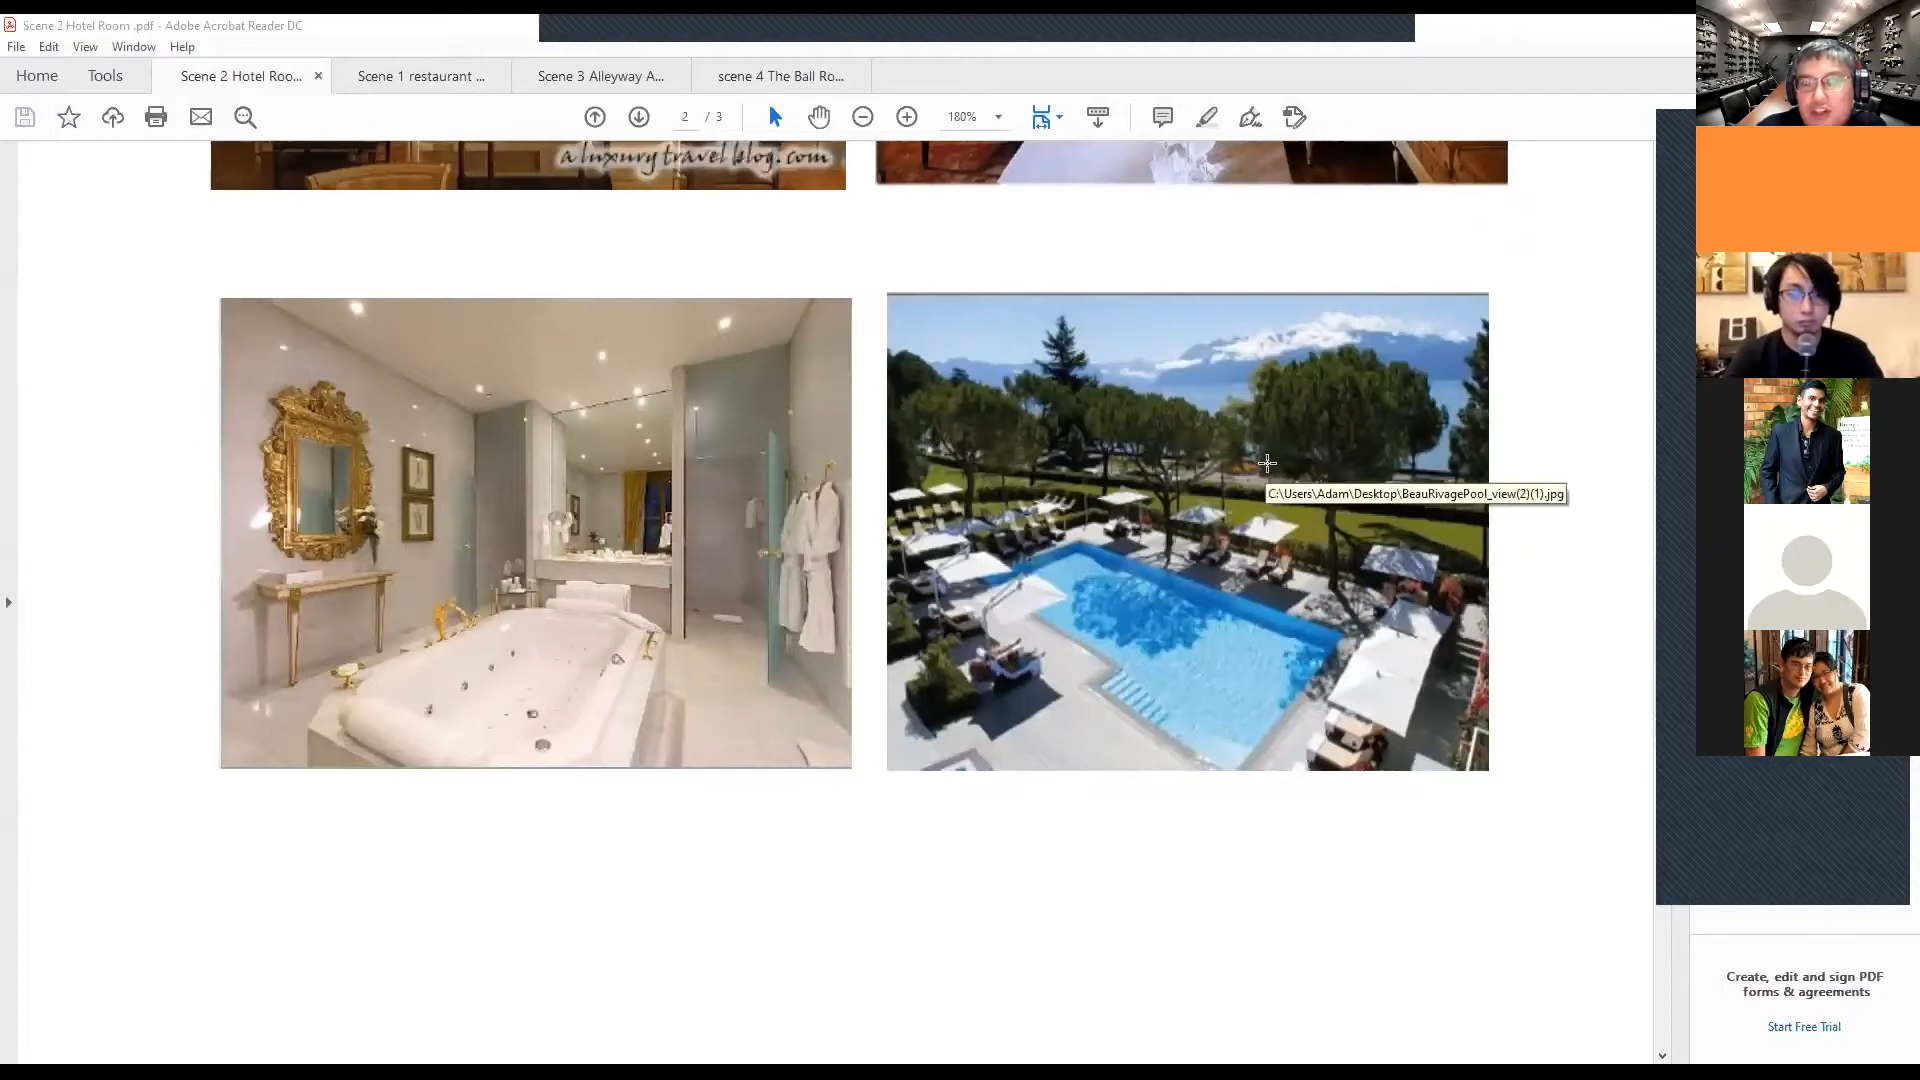 Scene 2 Hotel Room .pdf - Adobe Acrobat Reader DC
File Edit View Window Help
Home Tools Scene 2 Hotel Roo... × Scene 1 restaurant ... Scene 3 Alleyway A... scene 4 The Ball Ro...
2 / 3 180%
a luxury travel blog.com
C:\Users\Adam\Desktop\BeauRivagePool_view(2)(1).jpg
Create, edit and sign PDF
forms & agreements
Start Free Trial